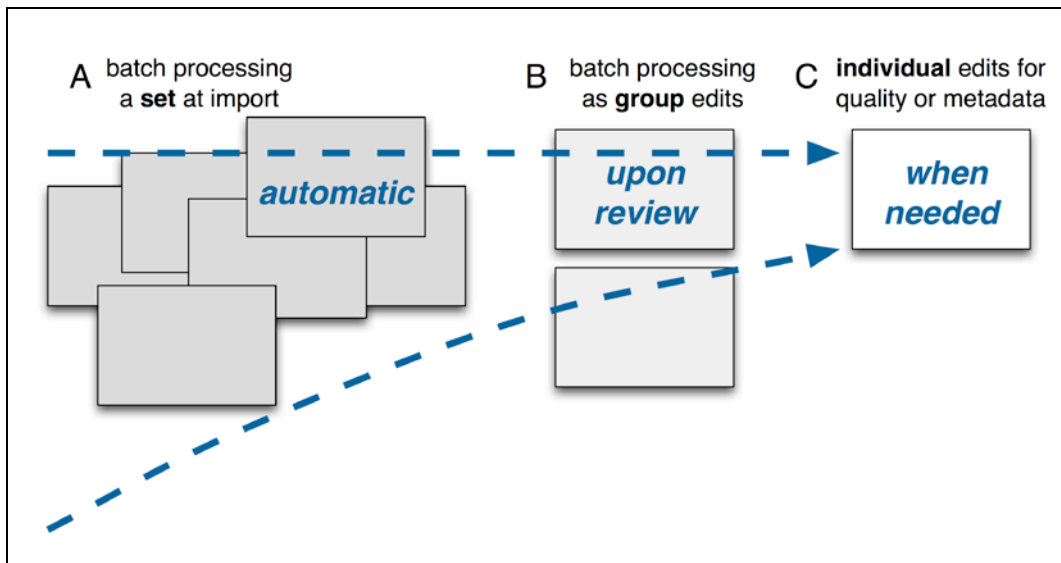 A batch processing
a set at import
B batch processing
as group edits
C individual edits for
quality or metadata
automatic
upon
review
when
needed